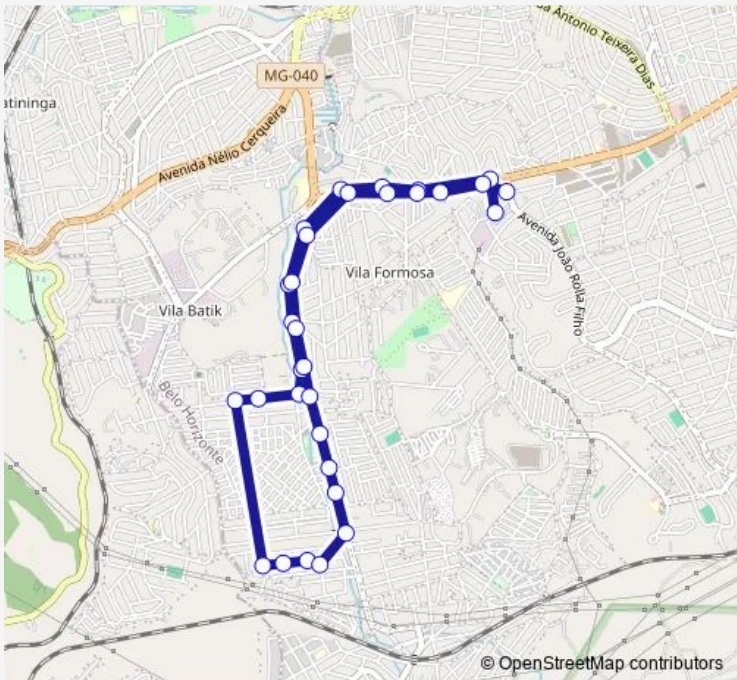 da Antonio Teixeira Dias
MG-040
atininga
Avenida Nélio Cerqueira
Avenida João Rolla Filho
Vila Formosa
Vila Batik
Belo Horizonte
© OpenStreetMap contributors